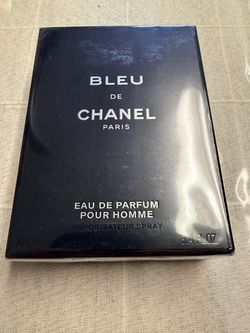 BLEU
DE
CHANEL
PARIS
EAU DE PARFUM
POUR HOMME
VAPORISATEUR SPRAY